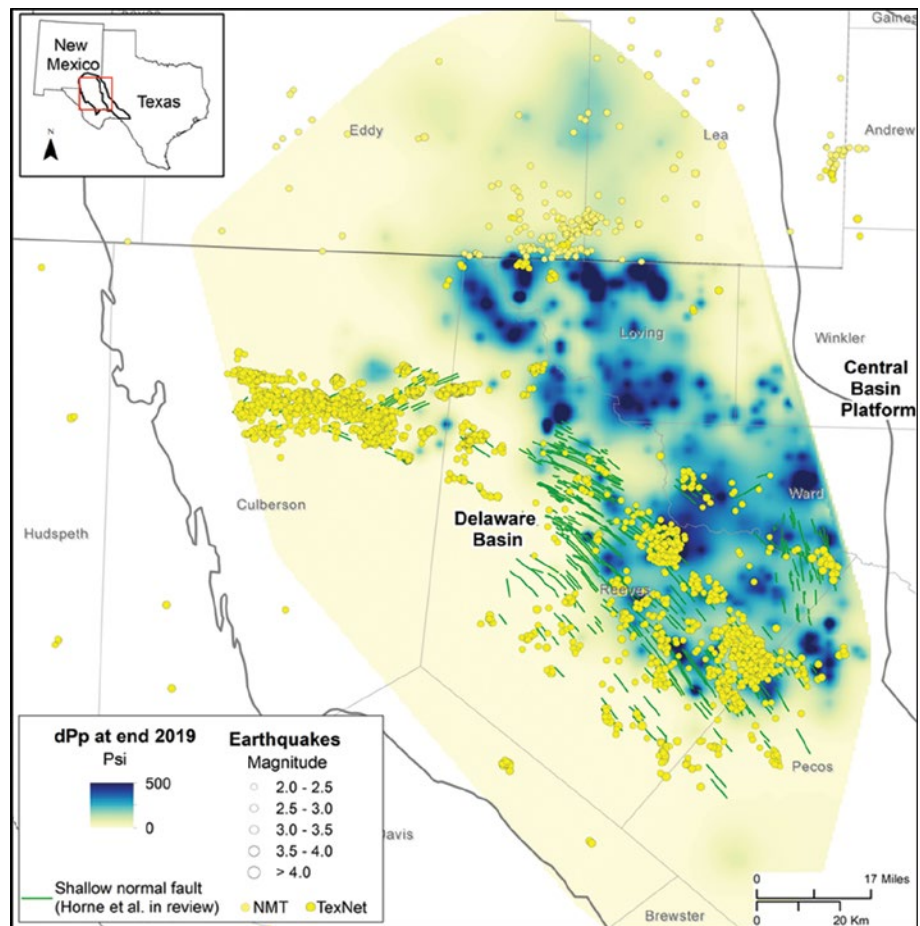 New
Mexico
Texas
N
Gaines
Eddy
Lea
Andrew
Loving
Winkler
Central
Basin
Platform
Ward
Culberson
Delaware
Basin
Hudspeth
Reeves
Pecos
Davis
Brewster
dPp at end 2019
Psi
500
0
Earthquakes
Magnitude
2.0 - 2.5
2.5 - 3.0
3.0 - 3.5
3.5 - 4.0
> 4.0
Shallow normal fault
(Horne et al. in review)
NMT
TexNet
0 17 Miles
0 20 Km